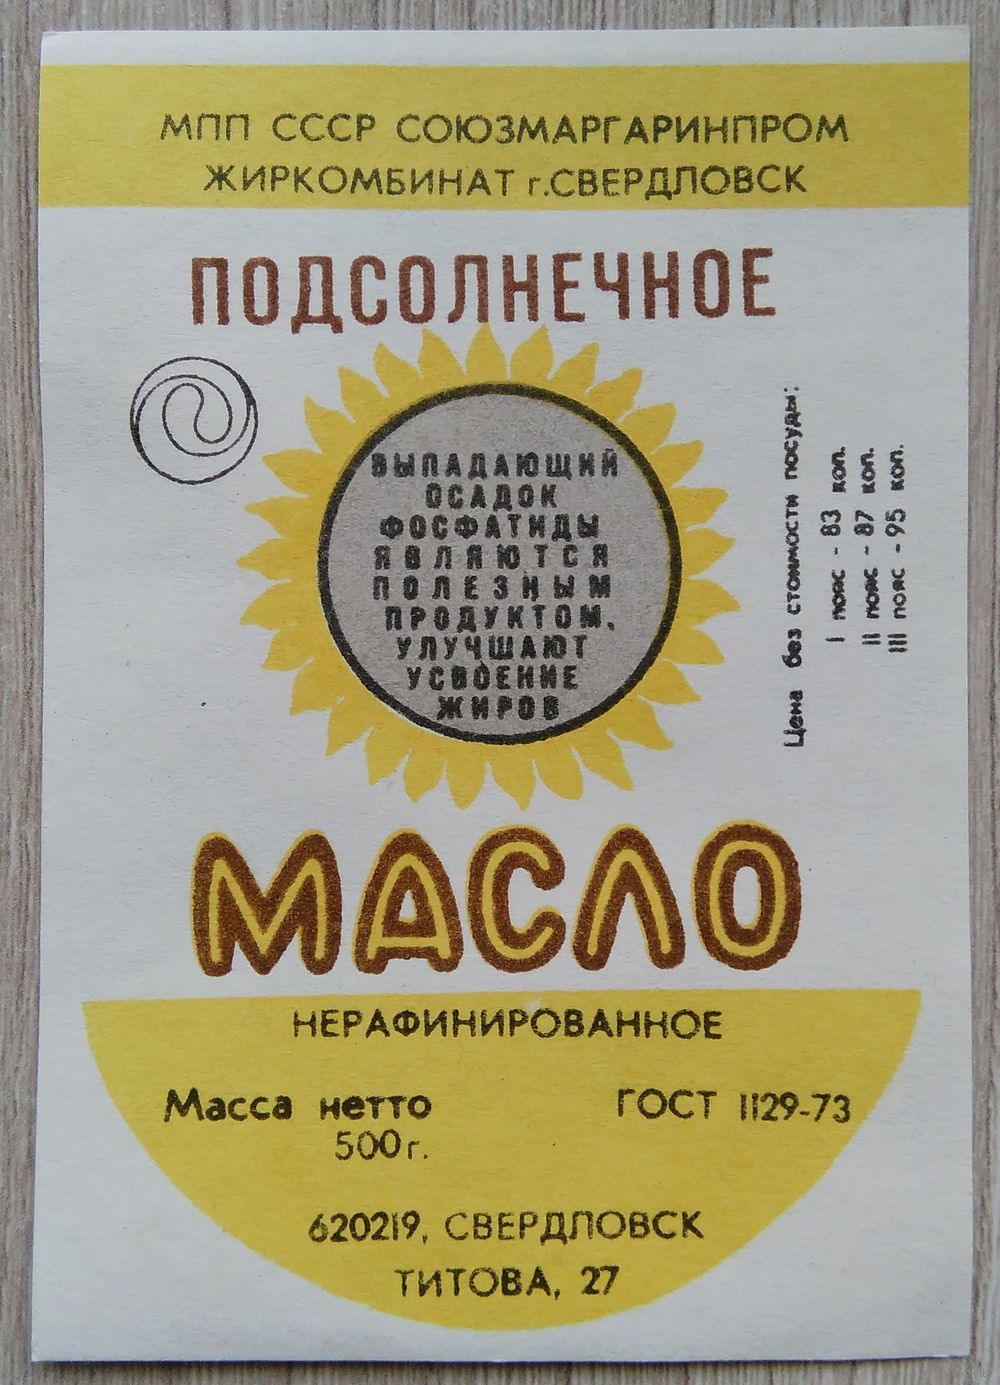 МПП СССР СОЮЗМАРГАРИНПРОМ
ЖИРКОМБИНАТ г.СВЕРДЛОВСК
ПОДСОЛНЕЧНОЕ
ВЫПАДАЮЩИЙ
ОСАДОК
ФОСФАТИДЫ
ЯВЛЯЮТСЯ
ПОЛЕЗНЫМ
ПРОДУКТОМ,
УЛУЧШАЮТ
УСВОЕНИЕ
ЖИРОВ
Цена без стоимости посуды:
I пояс - 83 коп.
II пояс - 87 коп.
III пояс - 95 коп.
МАСЛО
НЕРАФИНИРОВАННОЕ
Масса нетто
500г.
ГОСТ 1129-73
620219, СВЕРДЛОВСК
ТИТОВА, 27